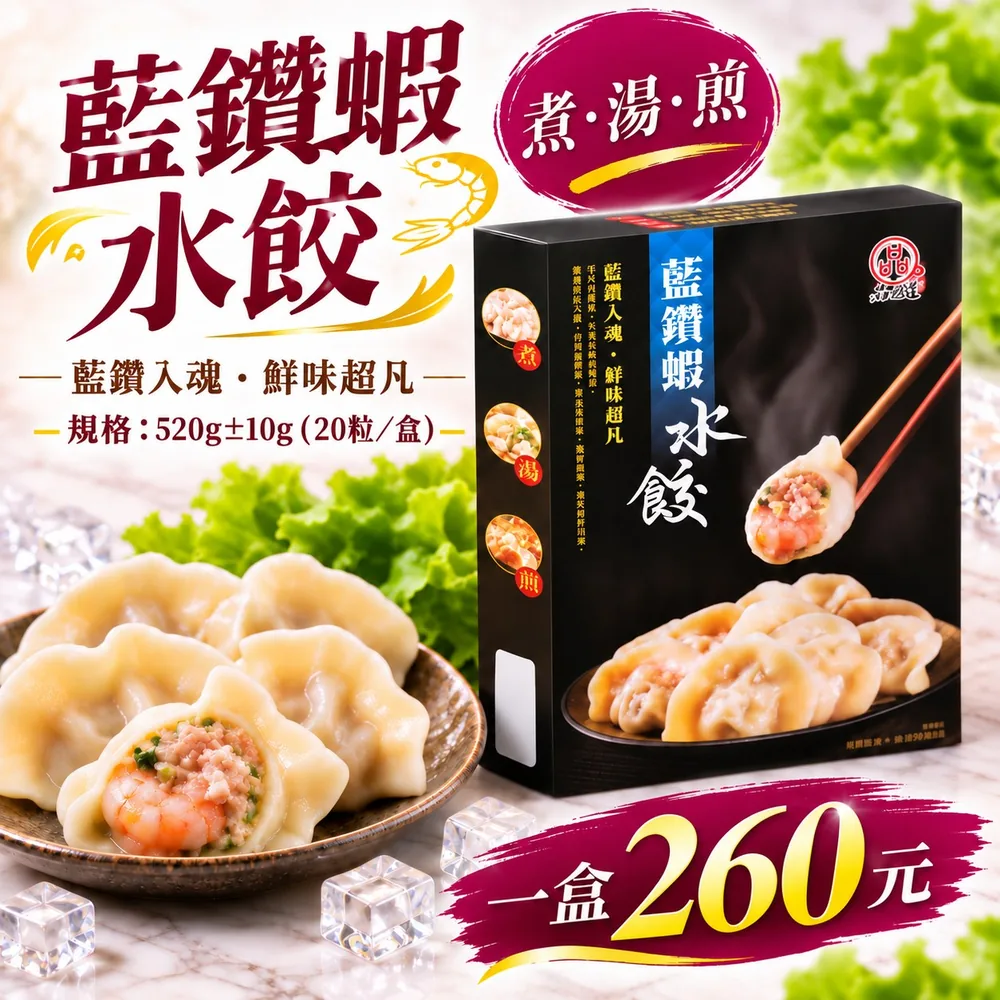 藍鑽蝦
水餃
煮·湯·煎
藍鑽入魂·鮮味超凡
規格：520g±10g(20粒／盒)
藍鑽蝦
水餃
藍鑽入魂·鮮味超凡
煮
湯
煎
品
一盒260元